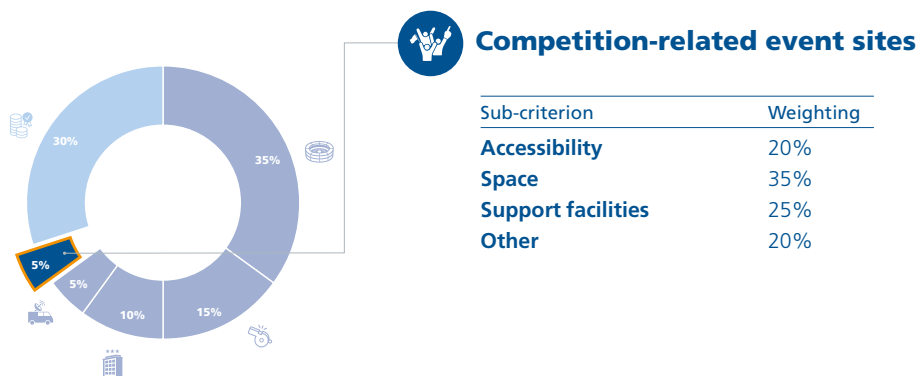 Competition-related event sites
Sub-criterion Weighting
Accessibility 20%
Space 35%
Support facilities 25%
Other 20%
30%
35%
5%
5%
10%
15%